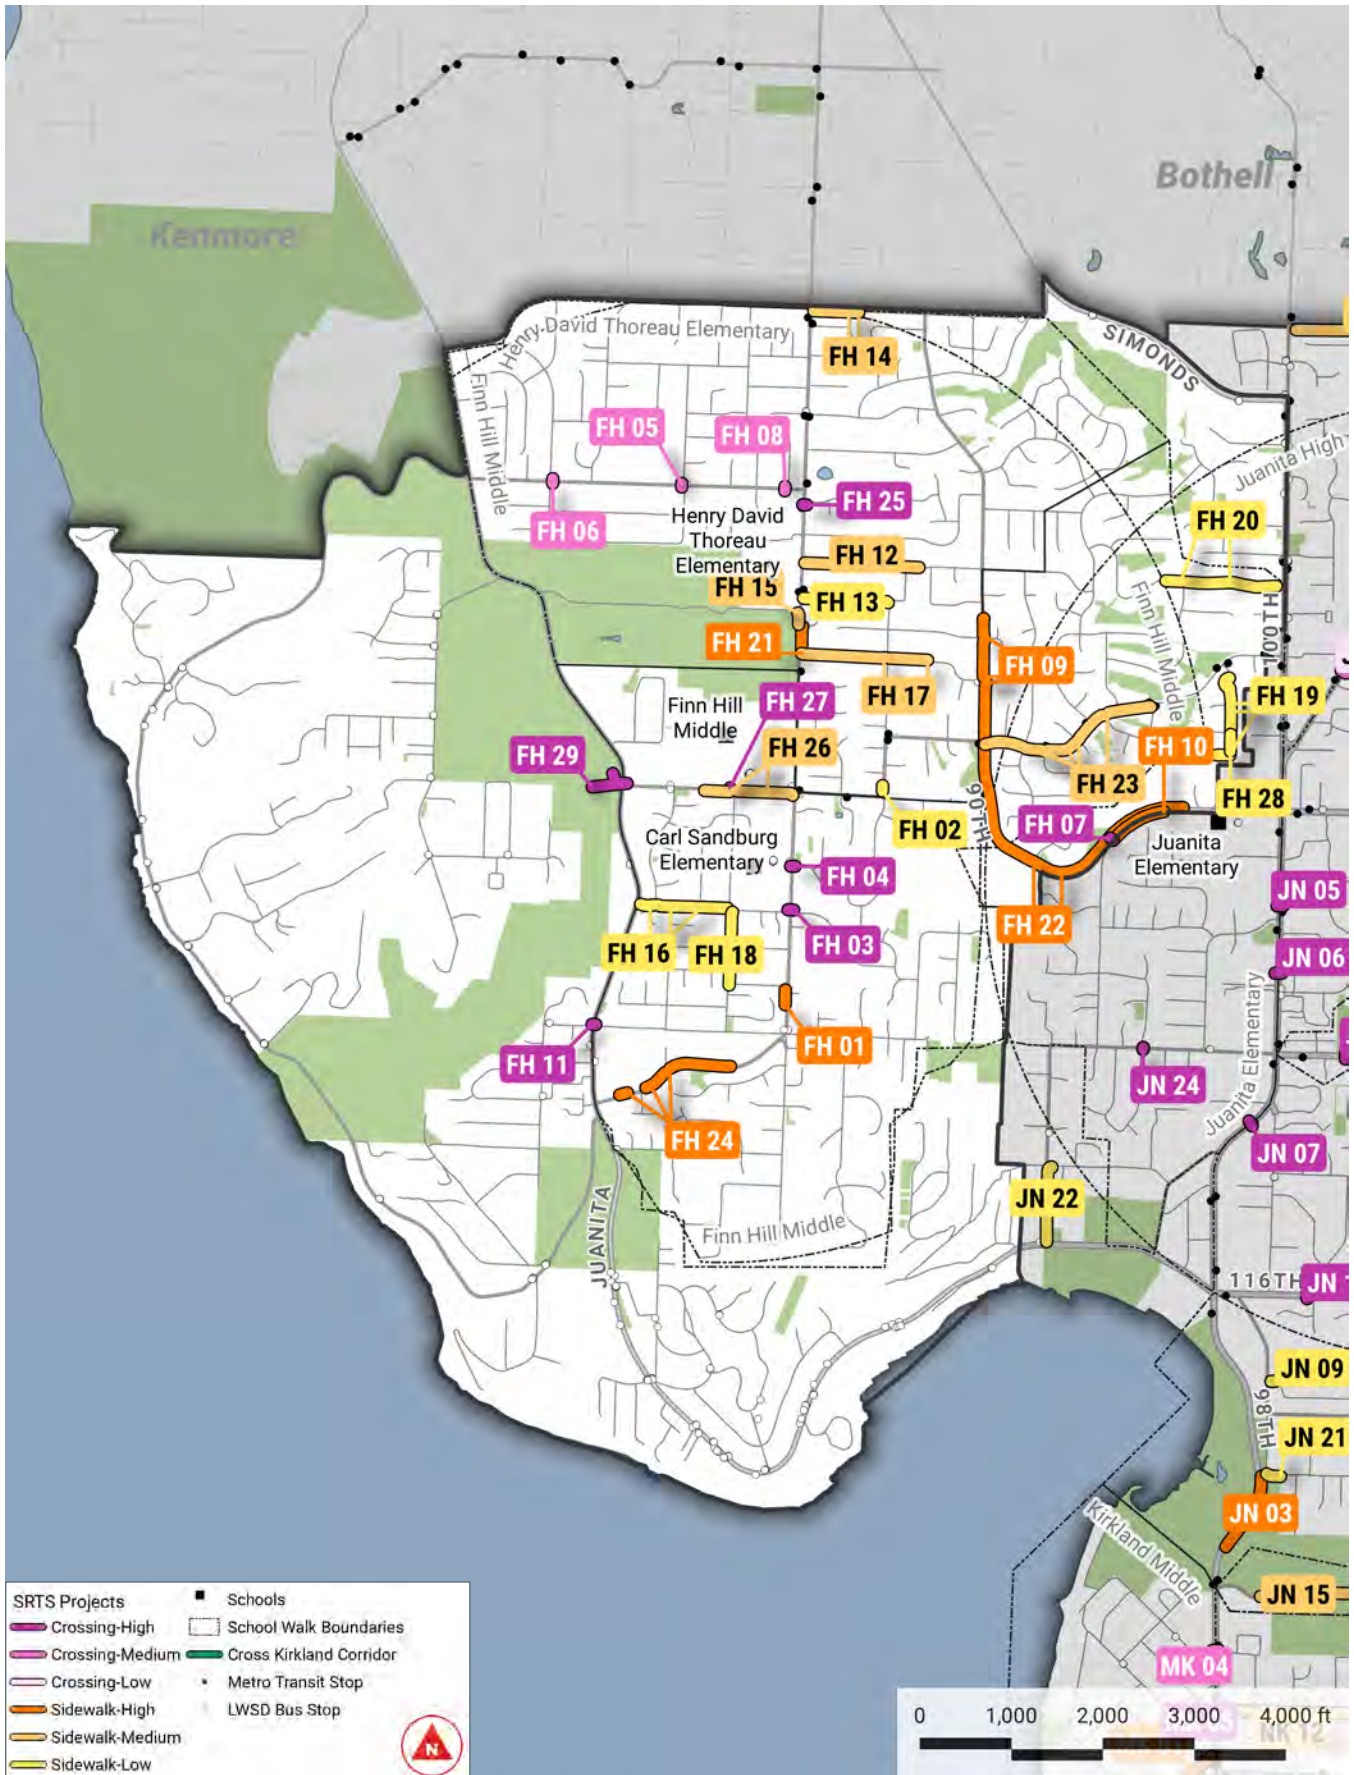 Bothell
Kenmore
SIMONDS
Henry David Thoreau Elementary
FH 14
Finn Hill Middle
FH 05
FH 08
Juanita High
FH 25
FH 06
Henry David
Thoreau
Elementary
FH 20
FH 12
FH 15
FH 13
Finn Hill Middle
100TH
FH 21
FH 09
FH 17
FH 19
Finn Hill
Middle
FH 27
FH 26
FH 10
FH 29
FH 23
FH 28
90TH
FH 02
FH 07
Carl Sandburg
Elementary
Juanita
Elementary
FH 04
JN 05
FH 16
FH 18
FH 03
FH 22
JN 06
Juanita Elementary
FH 01
FH 11
JN 24
FH 24
JN 07
JUANITA
JN 22
Finn Hill Middle
116TH
JN 1
JN 09
98TH
JN 21
JN 03
Kirkland Middle
JN 15
MK 04
NK 12
SRTS Projects
Crossing-High
Crossing-Medium
Crossing-Low
Sidewalk-High
Sidewalk-Medium
Sidewalk-Low
Schools
School Walk Boundaries
Cross Kirkland Corridor
Metro Transit Stop
LWSD Bus Stop
N
0 1,000 2,000 3,000 4,000 ft